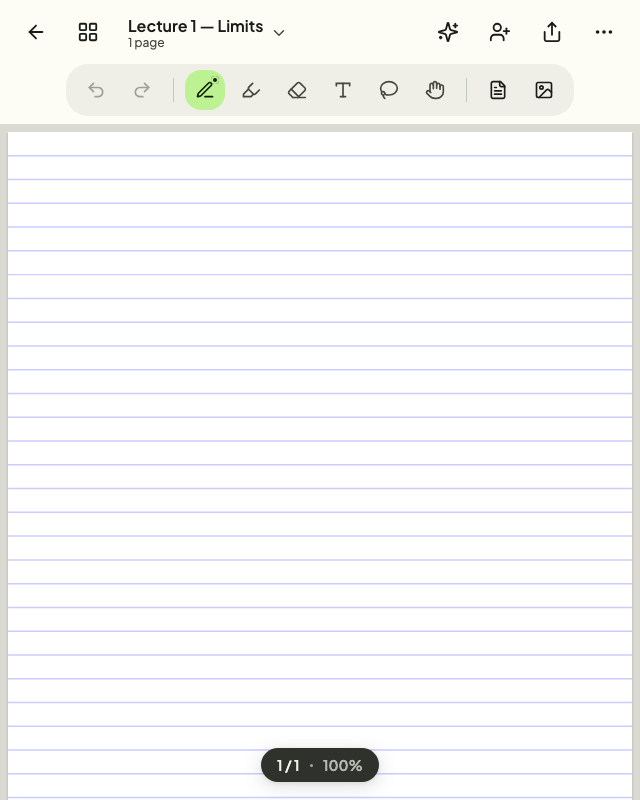 Lecture 1 — Limits
1 page
1 / 1 · 100%